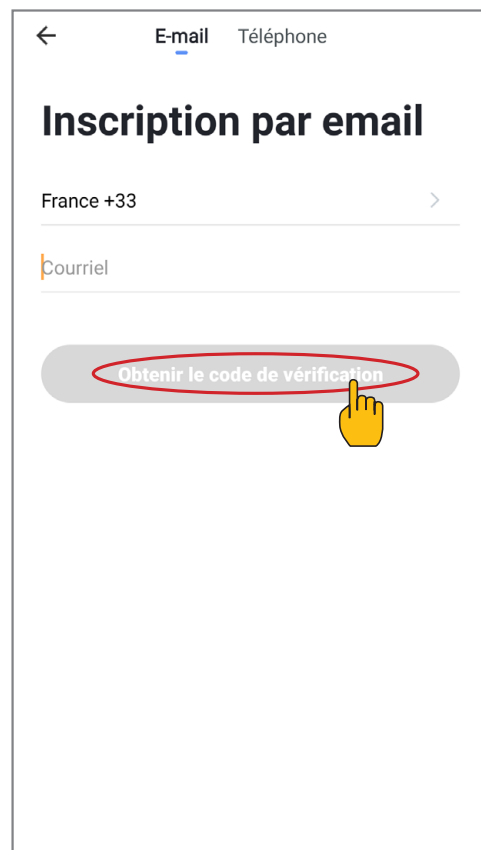 E-mail Téléphone
Inscription par email
France +33
Courriel
Obtenir le code de vérification